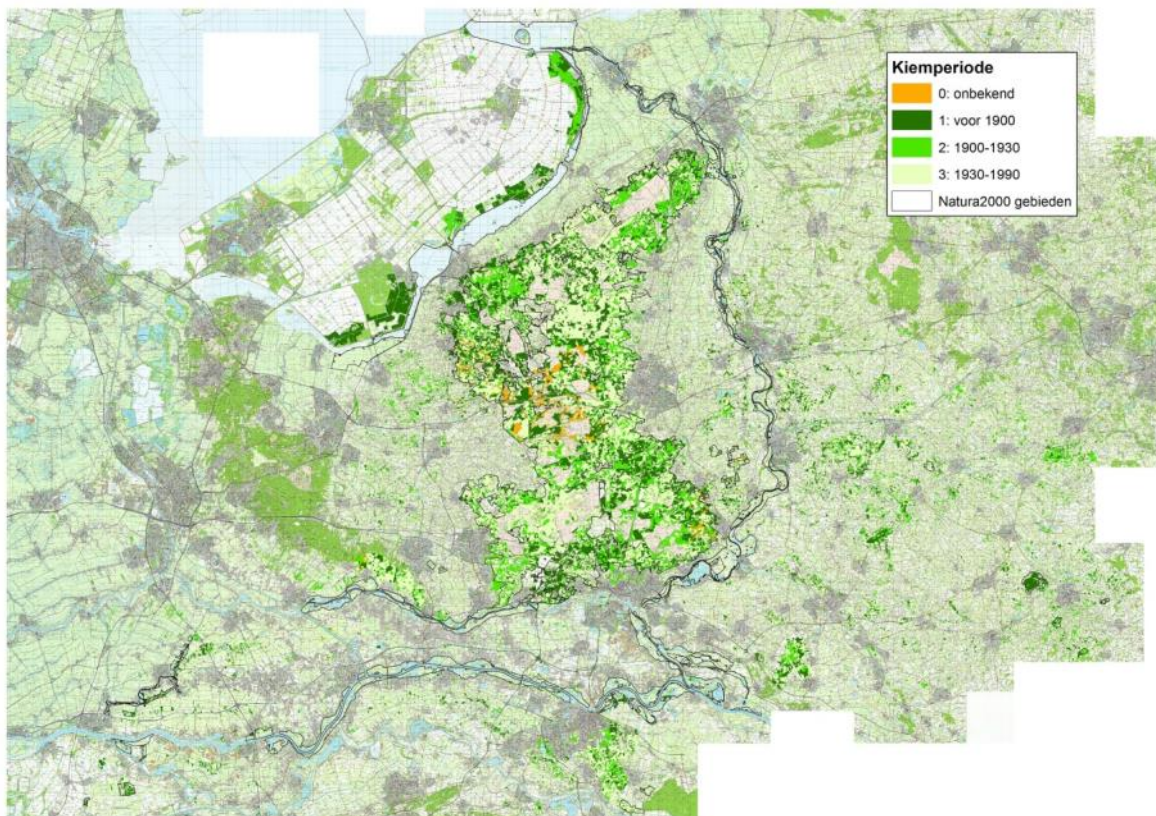 Kiemperiode
0: onbekend
1: voor 1900
2: 1900-1930
3: 1930-1990
Natura2000 gebieden